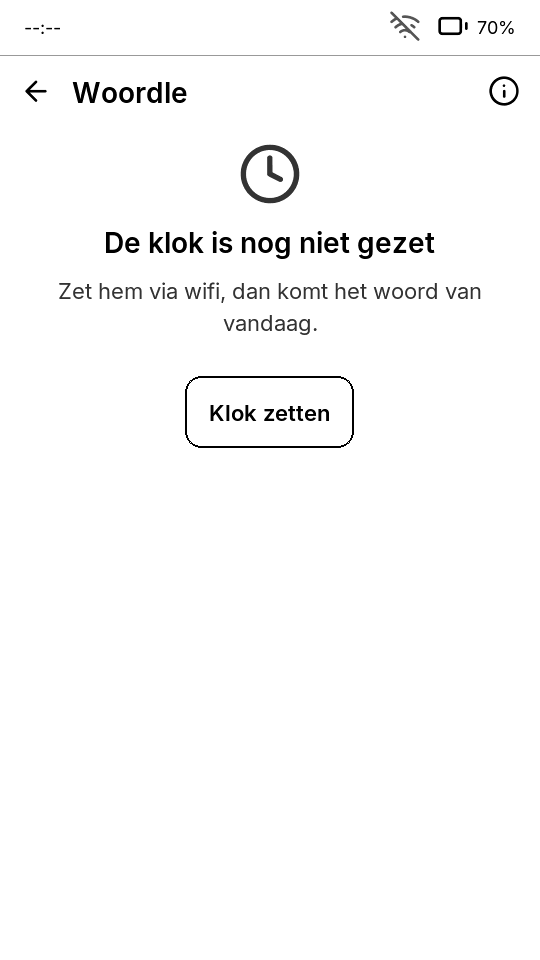 --:--
70%
Woordle
De klok is nog niet gezet
Zet hem via wifi, dan komt het woord van
vandaag.
Klok zetten